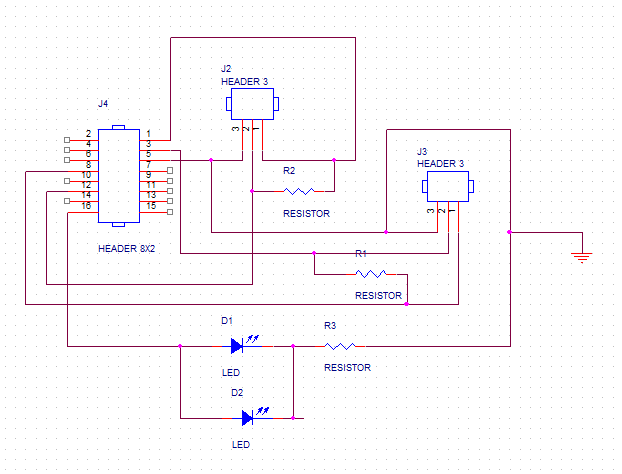 J4
2
4
6
8
10
12
14
16
1
3
5
7
9
11
13
15
HEADER 8X2
J2
HEADER 3
3
2
1
J3
HEADER 3
3
2
1
R2
RESISTOR
R1
RESISTOR
D1
LED
R3
RESISTOR
D2
LED